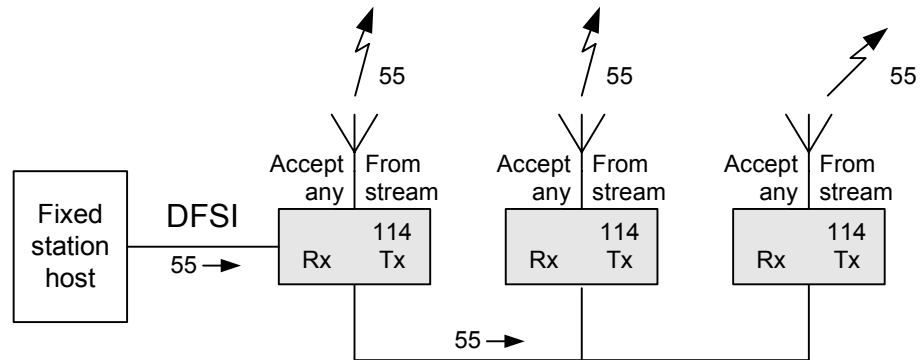 55
55
55
Accept From
any stream
Accept From
any stream
Accept From
any stream
Fixed
station
host
DFSI
55
114
Rx Tx
114
Rx Tx
114
Rx Tx
55